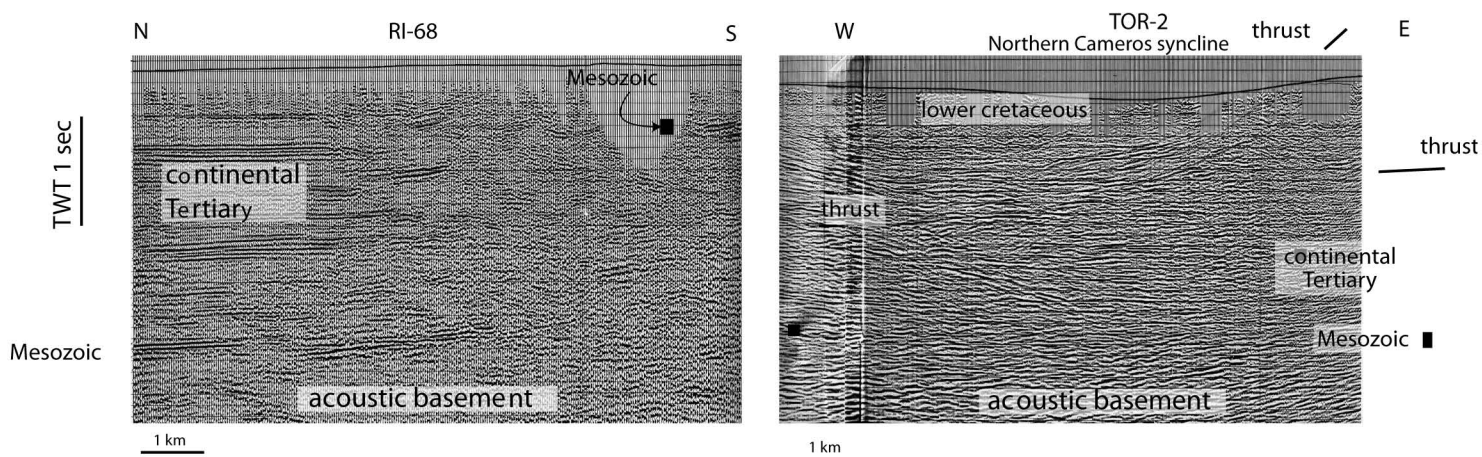 N
RI-68
S
Mesozoic
TWT 1 sec
continental
Tertiary
Mesozoic
acoustic basement
1 km
W
TOR-2
Northern Cameros syncline
thrust
E
lower cretaceous
thrust
thrust
continental
Tertiary
Mesozoic
acoustic basement
1 km